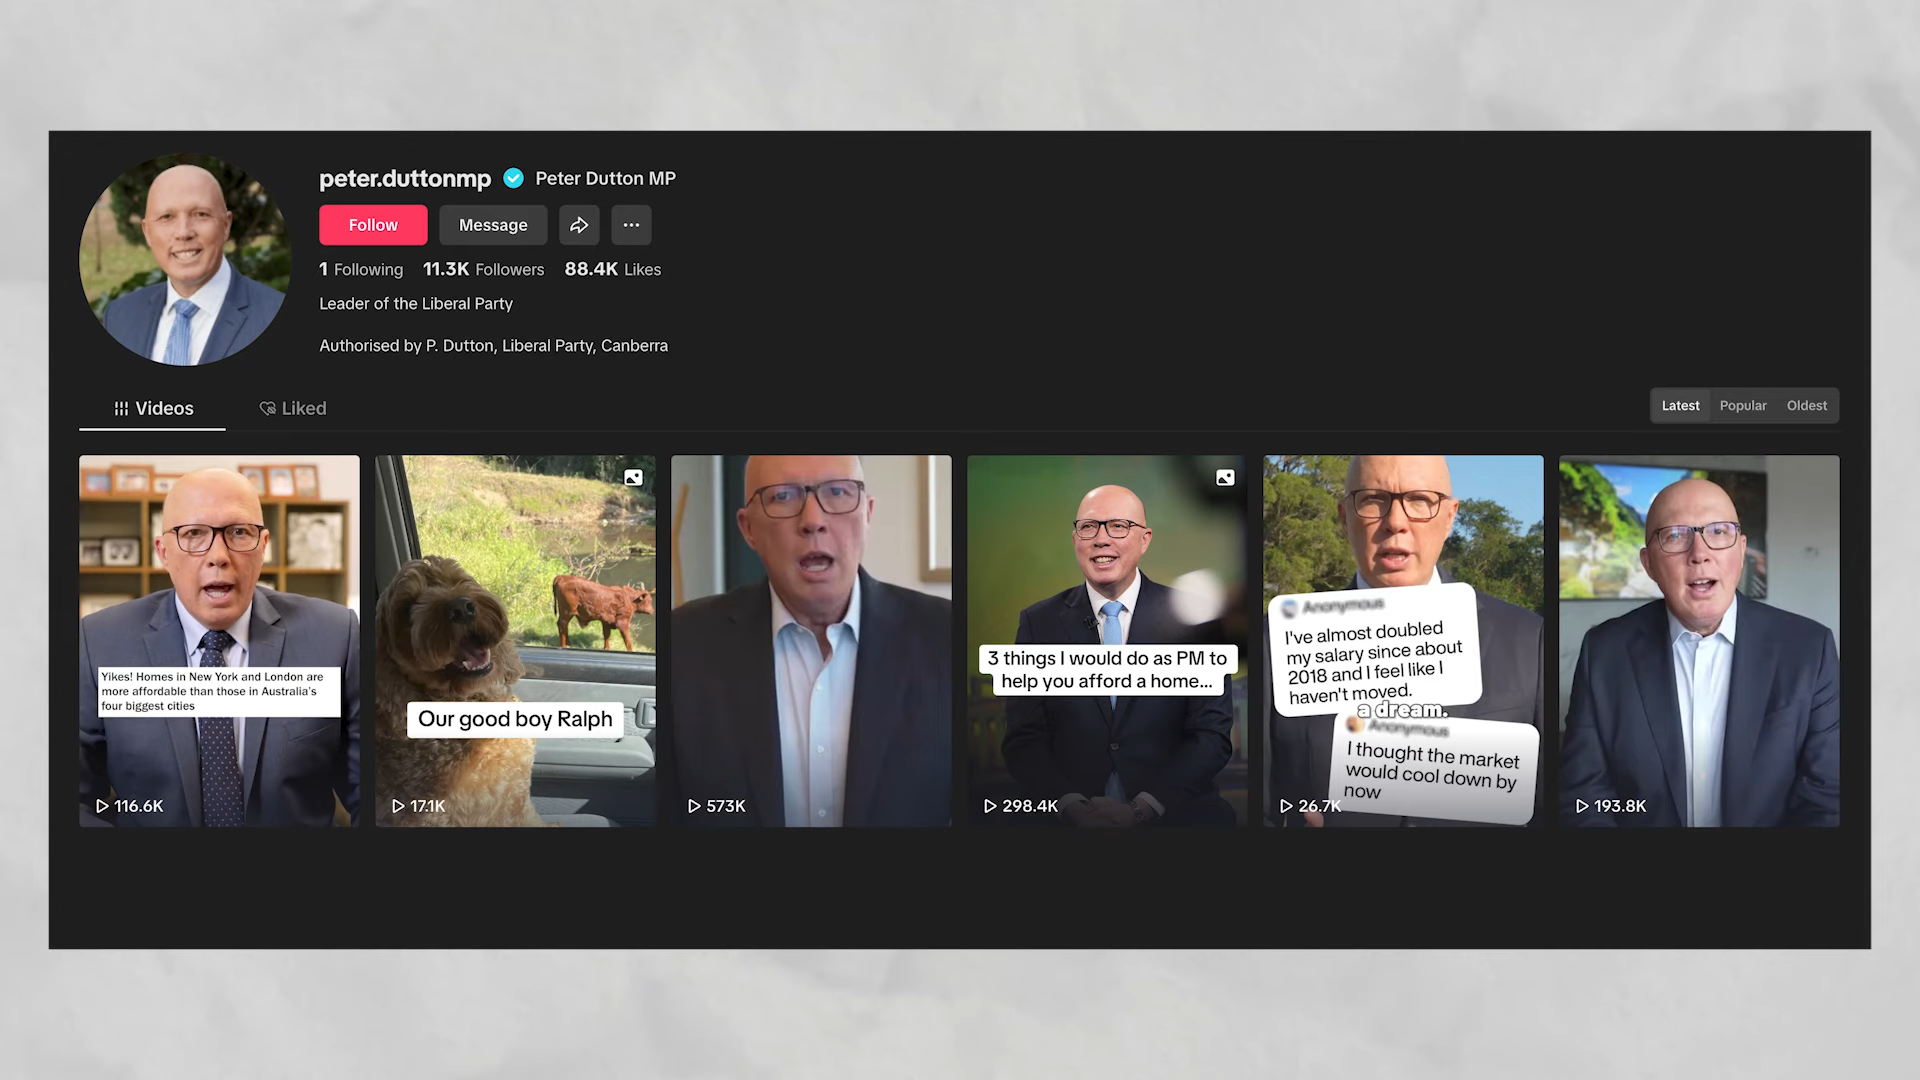 peter.duttonmp Peter Dutton MP
Follow Message
1 Following 11.3K Followers 88.4K Likes
Leader of the Liberal Party
Authorised by P. Dutton, Liberal Party, Canberra
Videos Liked
Latest Popular Oldest
Yikes! Homes in New York and London are
more affordable than those in Australia's
four biggest cities
116.6K
Our good boy Ralph
17.1K
573K
3 things I would do as PM to
help you afford a home...
298.4K
Anonymous
I've almost doubled
my salary since about
2018 and I feel like I
haven't moved.
a dream.
Anonymous
I thought the market
would cool down by
now
26.7K
193.8K